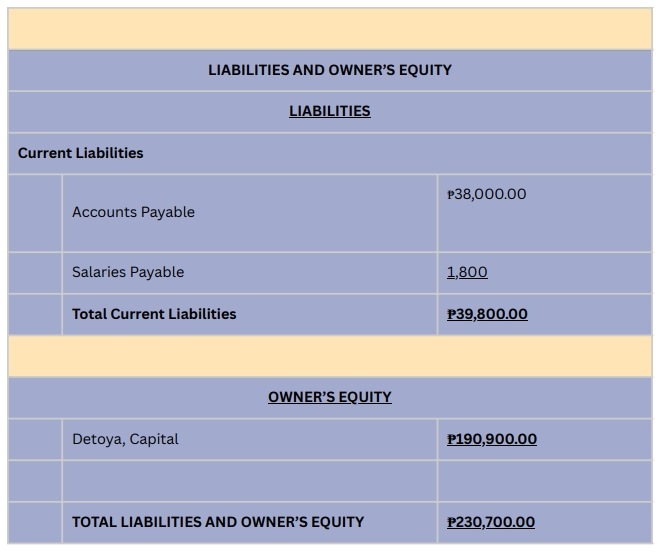 LIABILITIES AND OWNER’S EQUITY
LIABILITIES
Current Liabilities
Accounts Payable ₱38,000.00
Salaries Payable 1,800
Total Current Liabilities ₱39,800.00
OWNER’S EQUITY
Detoya, Capital ₱190,900.00
TOTAL LIABILITIES AND OWNER’S EQUITY ₱230,700.00